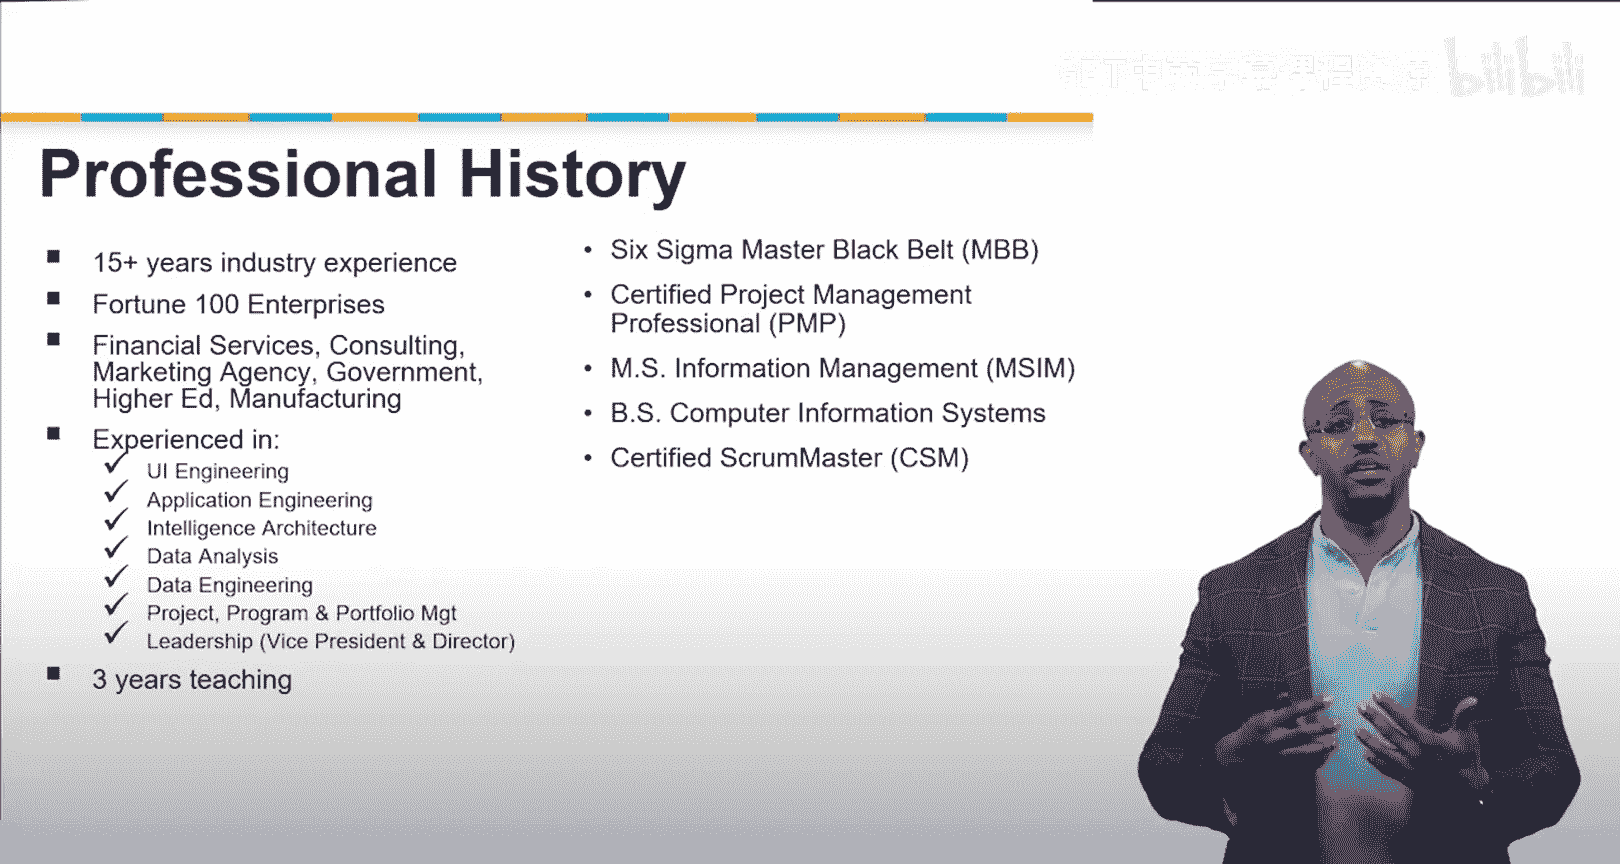 bilibili
Professional History
15+ years industry experience
Fortune 100 Enterprises
Financial Services, Consulting,
Marketing Agency, Government,
Higher Ed, Manufacturing
Experienced in:
UI Engineering
Application Engineering
Intelligence Architecture
Data Analysis
Data Engineering
Project, Program & Portfolio Mgt
Leadership (Vice President & Director)
3 years teaching
Six Sigma Master Black Belt (MBB)
Certified Project Management
Professional (PMP)
M.S. Information Management (MSIM)
B.S. Computer Information Systems
Certified ScrumMaster (CSM)